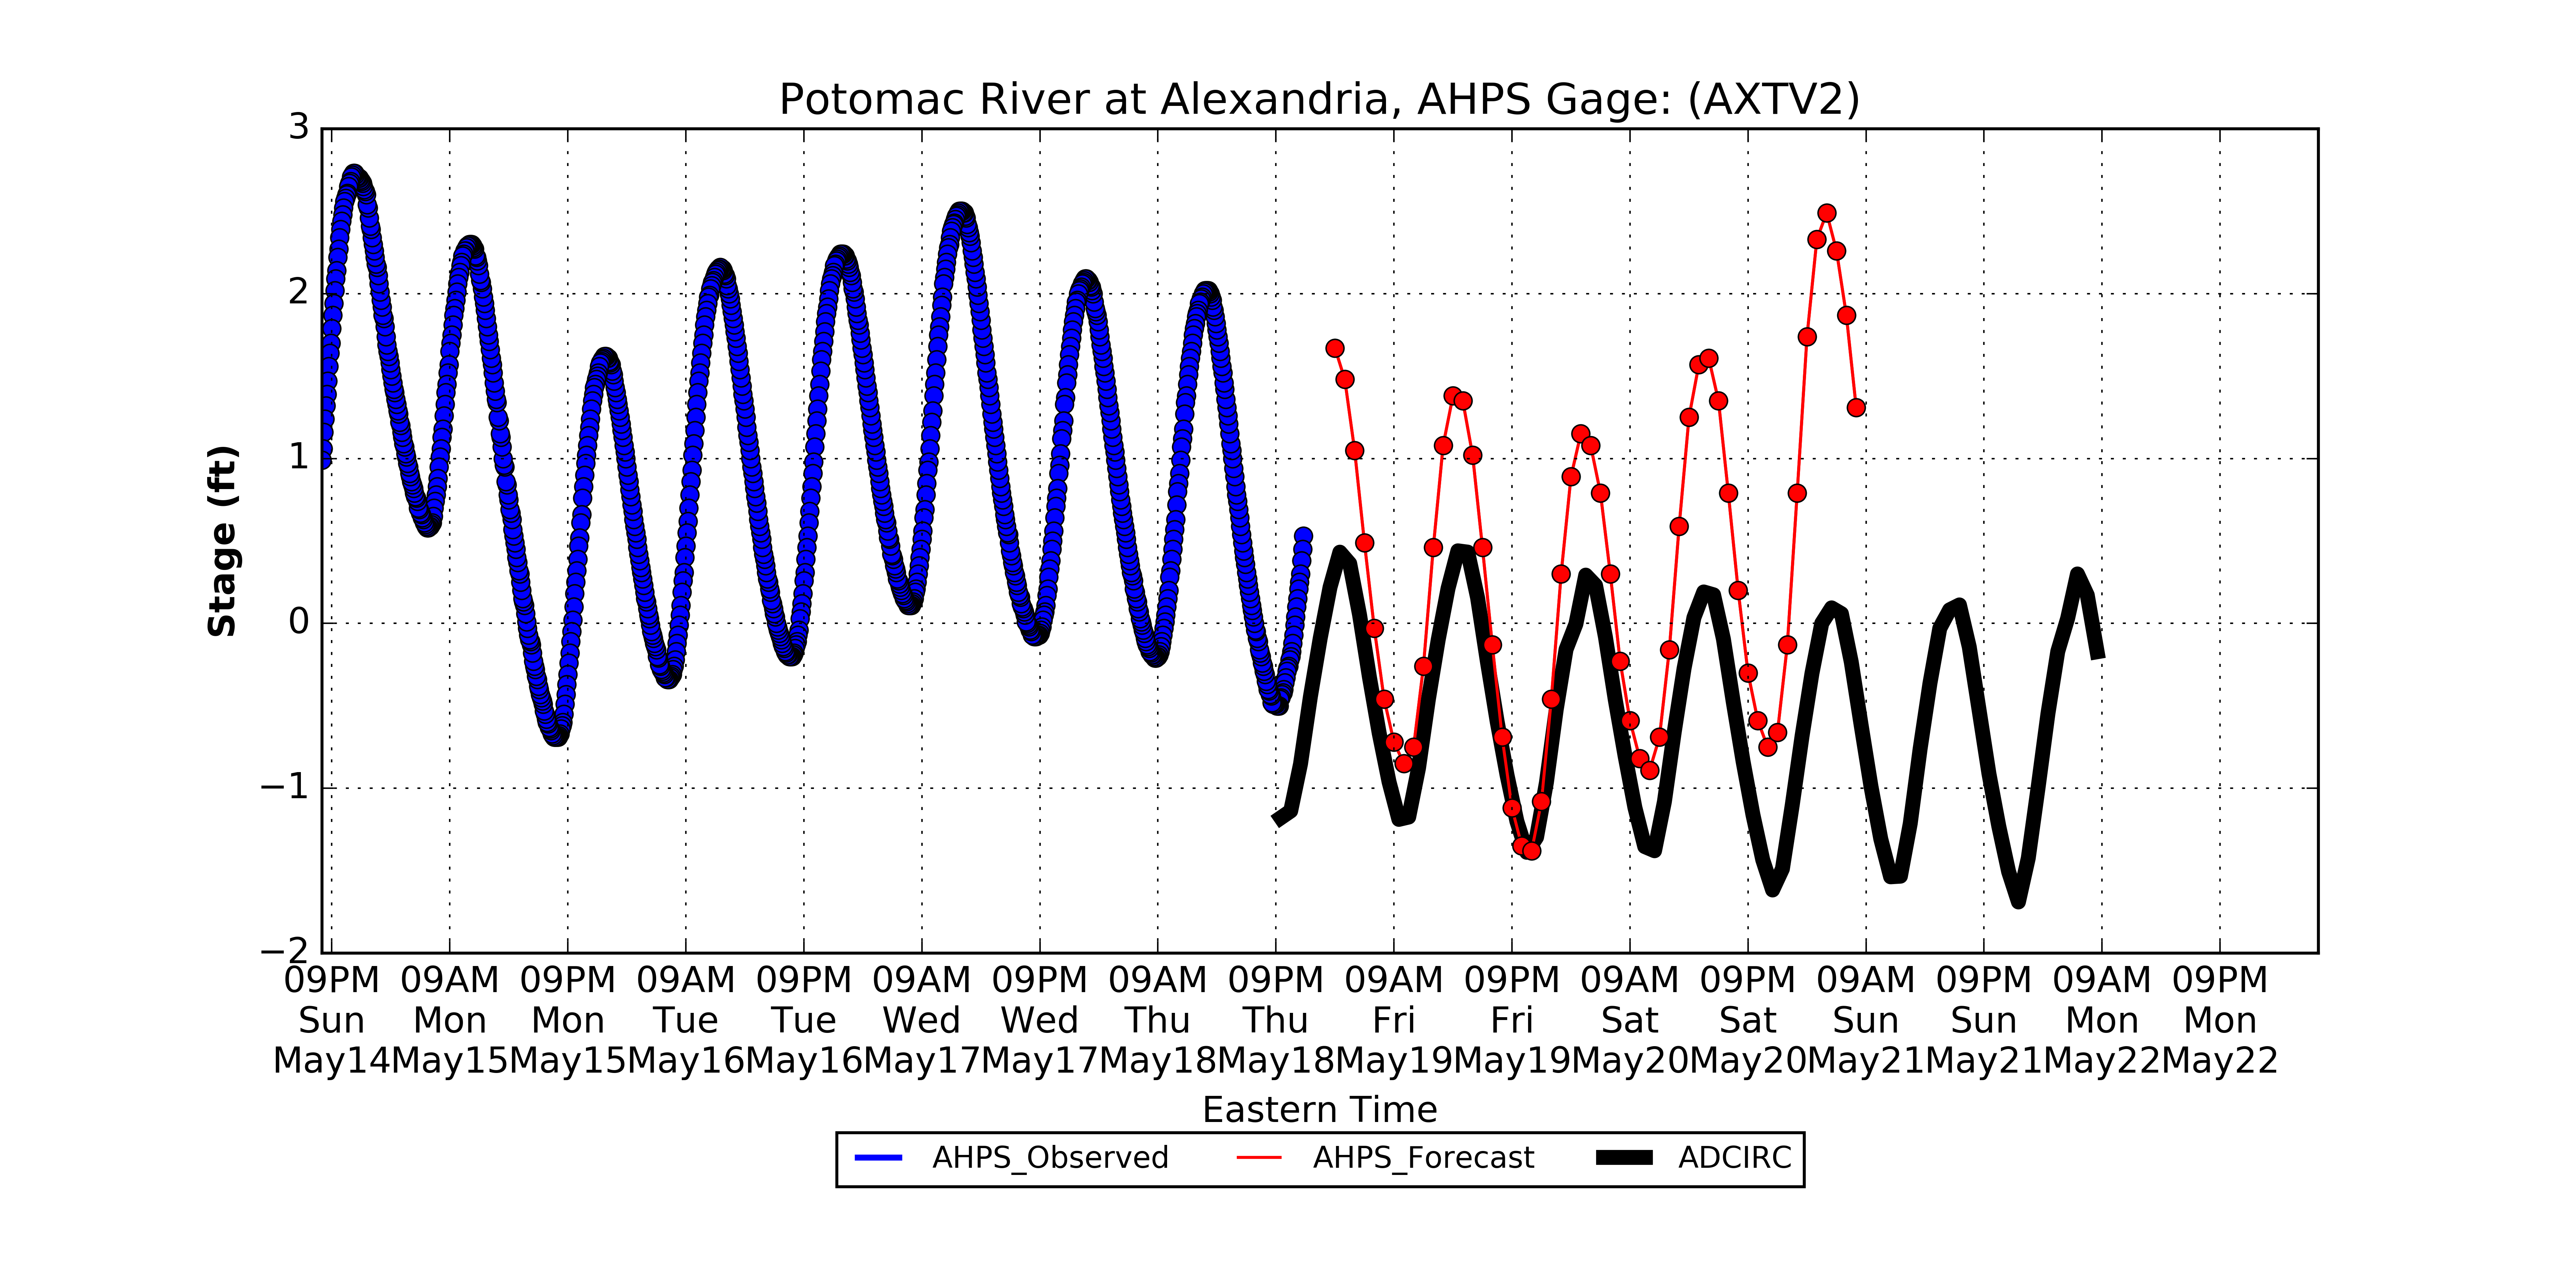 Potomac River at Alexandria, AHPS Gage: (AXTV2)
3
2
1
0
−1
−2
Stage (ft)
09PM 09AM 09PM 09AM 09PM 09AM 09PM 09AM 09PM 09AM 09PM 09AM 09PM 09AM 09PM 09AM 09PM
Sun Mon Mon Tue Tue Wed Wed Thu Thu Fri Fri Sat Sat Sun Sun Mon Mon
May14 May15 May15 May16 May16 May17 May17 May18 May18 May19 May19 May20 May20 May21 May21 May22 May22
Eastern Time
AHPS_Observed AHPS_Forecast ADCIRC